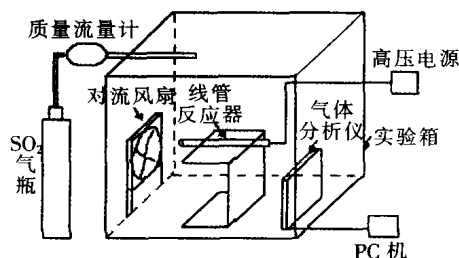 质量流量计
高压电源
对流风扇
线管
反应器
气体
分析仪
实验箱
SO₂
气
瓶
PC 机